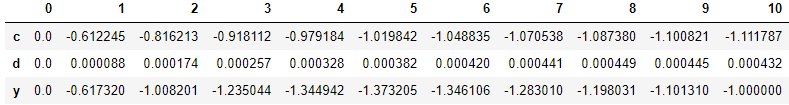 0 1 2 3 4 5 6 7 8 9 10
c 0.0 -0.612245 -0.816213 -0.918112 -0.979184 -1.019842 -1.048835 -1.070538 -1.087380 -1.100821 -1.111787
d 0.0 0.000088 0.000174 0.000257 0.000328 0.000382 0.000420 0.000441 0.000449 0.000445 0.000432
y 0.0 -0.617320 -1.008201 -1.235044 -1.344942 -1.373205 -1.346106 -1.283010 -1.198031 -1.101310 -1.000000